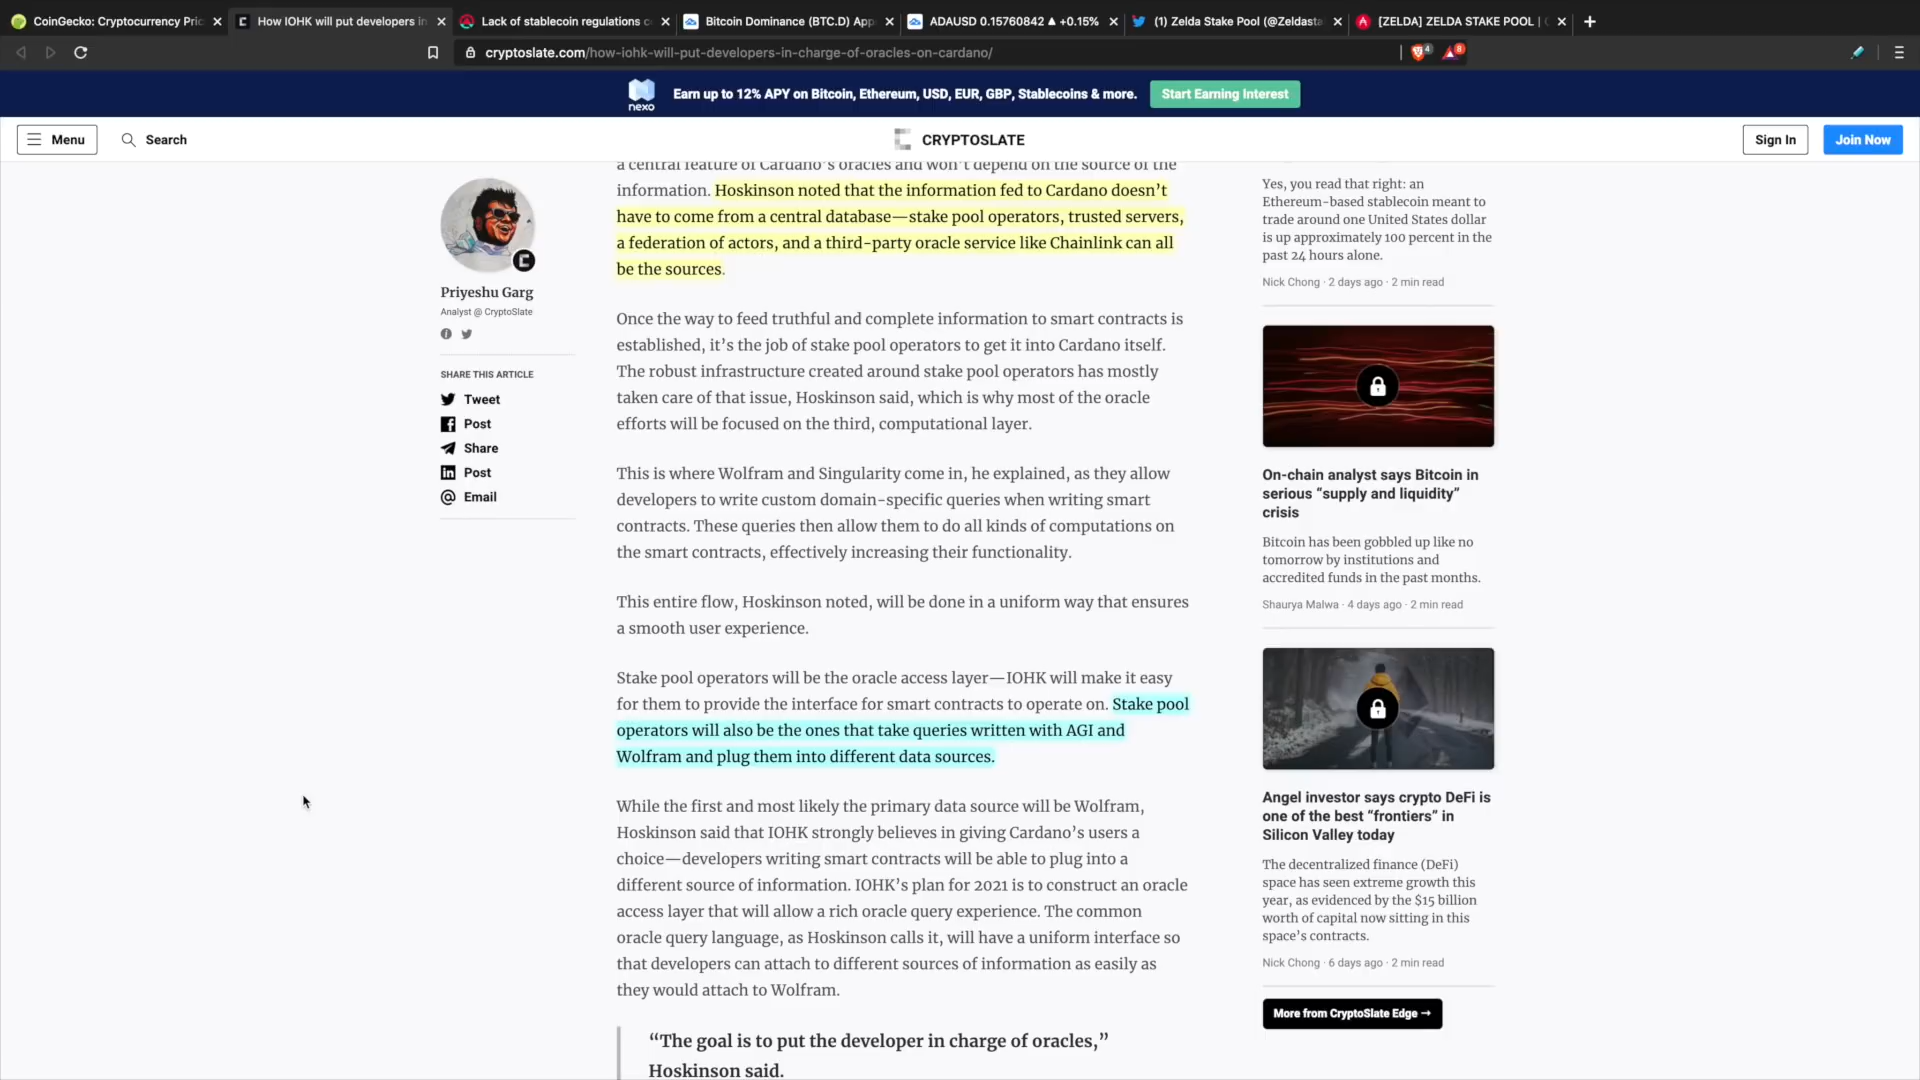 CoinGecko: Cryptocurrency Pric
How IOHK will put developers in
Lack of stablecoin regulations c
Bitcoin Dominance (BTC.D) App
ADAUSD 0.15760842 ▲ +0.15%
(1) Zelda Stake Pool (@Zeldasta
[ZELDA] ZELDA STAKE POOL |
cryptoslate.com/how-iohk-will-put-developers-in-charge-of-oracles-on-cardano/
4
8
nexo
Earn up to 12% APY on Bitcoin, Ethereum, USD, EUR, GBP, Stablecoins & more.
Start Earning Interest
Menu
Search
CRYPTOSLATE
Sign In
Join Now
Priyeshu Garg
Analyst @ CryptoSlate
SHARE THIS ARTICLE
Tweet
Post
Share
Post
Email
a central feature of Cardano's oracles and won't depend on the source of the
information. Hoskinson noted that the information fed to Cardano doesn't
have to come from a central database—stake pool operators, trusted servers,
a federation of actors, and a third-party oracle service like Chainlink can all
be the sources.
Once the way to feed truthful and complete information to smart contracts is
established, it's the job of stake pool operators to get it into Cardano itself.
The robust infrastructure created around stake pool operators has mostly
taken care of that issue, Hoskinson said, which is why most of the oracle
efforts will be focused on the third, computational layer.
This is where Wolfram and Singularity come in, he explained, as they allow
developers to write custom domain-specific queries when writing smart
contracts. These queries then allow them to do all kinds of computations on
the smart contracts, effectively increasing their functionality.
This entire flow, Hoskinson noted, will be done in a uniform way that ensures
a smooth user experience.
Stake pool operators will be the oracle access layer—IOHK will make it easy
for them to provide the interface for smart contracts to operate on. Stake pool
operators will also be the ones that take queries written with AGI and
Wolfram and plug them into different data sources.
While the first and most likely the primary data source will be Wolfram,
Hoskinson said that IOHK strongly believes in giving Cardano's users a
choice—developers writing smart contracts will be able to plug into a
different source of information. IOHK's plan for 2021 is to construct an oracle
access layer that will allow a rich oracle query experience. The common
oracle query language, as Hoskinson calls it, will have a uniform interface so
that developers can attach to different sources of information as easily as
they would attach to Wolfram.
“The goal is to put the developer in charge of oracles,”
Hoskinson said.
Yes, you read that right: an
Ethereum-based stablecoin meant to
trade around one United States dollar
is up approximately 100 percent in the
past 24 hours alone.
Nick Chong · 2 days ago · 2 min read
On-chain analyst says Bitcoin in
serious “supply and liquidity”
crisis
Bitcoin has been gobbled up like no
tomorrow by institutions and
accredited funds in the past months.
Shaurya Malwa · 4 days ago · 2 min read
Angel investor says crypto DeFi is
one of the best “frontiers” in
Silicon Valley today
The decentralized finance (DeFi)
space has seen extreme growth this
year, as evidenced by the $15 billion
worth of capital now sitting in this
space's contracts.
Nick Chong · 6 days ago · 2 min read
More from CryptoSlate Edge →